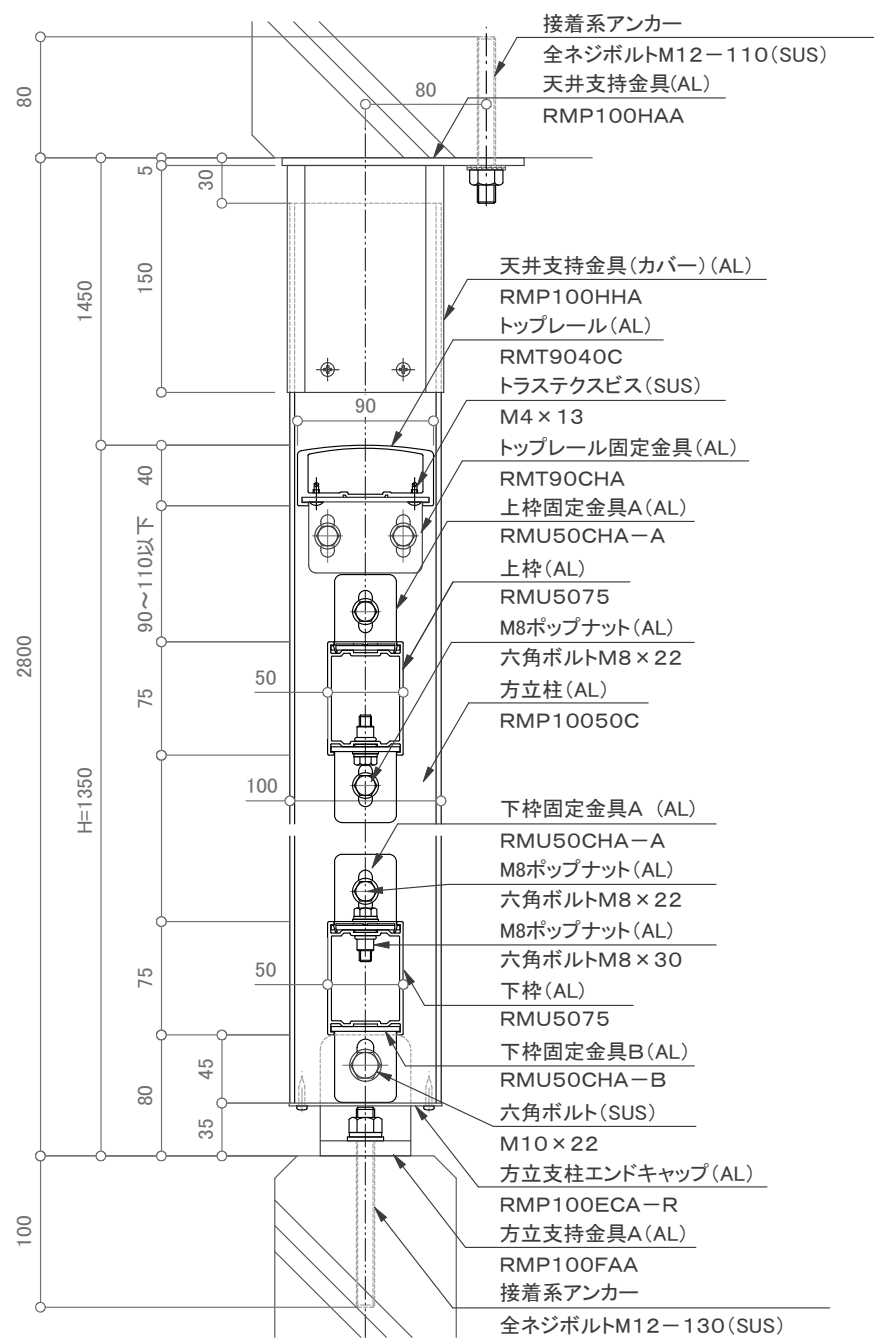 接着系アンカー
全ネジボルトM12－110(SUS)
天井支持金具(AL)
RMP100HAA
80
80
5
30
150
1450
天井支持金具(カバー)(AL)
RMP100HHA
トップレール(AL)
RMT9040C
トラステクスビス(SUS)
M4×13
トップレール固定金具(AL)
RMT90CHA
上枠固定金具A(AL)
RMU50CHA－A
上枠(AL)
RMU5075
M8ポップナット(AL)
六角ボルトM8×22
方立柱(AL)
RMP10050C
90
40
90～110以下
2800
75
50
100
H=1350
下枠固定金具A (AL)
RMU50CHA－A
M8ポップナット(AL)
六角ボルトM8×22
M8ポップナット(AL)
六角ボルトM8×30
下枠(AL)
RMU5075
下枠固定金具B(AL)
RMU50CHA－B
六角ボルト(SUS)
M10×22
方立支柱エンドキャップ(AL)
RMP100ECA－R
方立支持金具A(AL)
RMP100FAA
接着系アンカー
全ネジボルトM12－130(SUS)
75
50
45
80
35
100